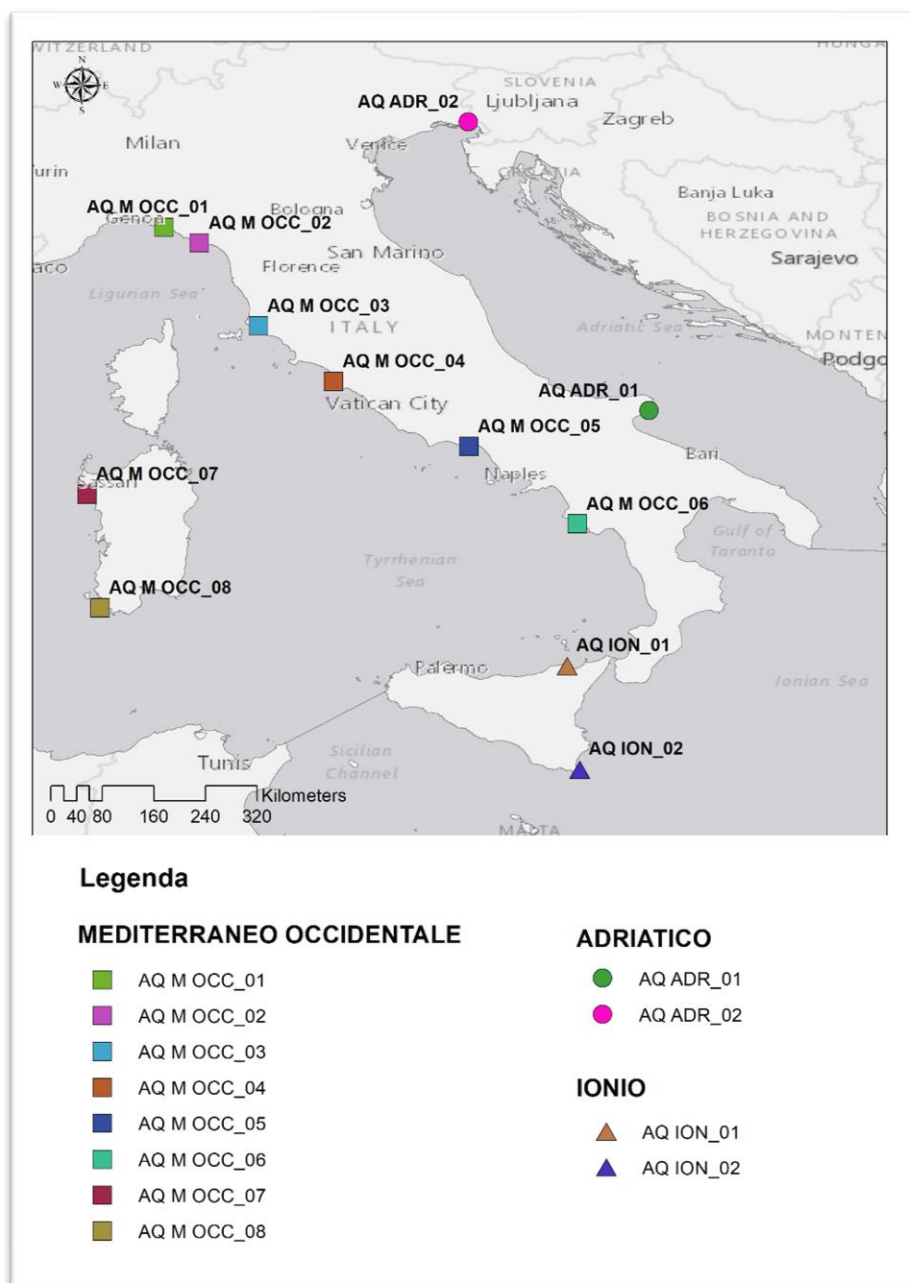 SWITZERLAND
HUNGA
N
W E
S
SLOVENIA
AQ ADR_02
Ljubljana
Zagreb
Milan
Venice
CROATIA
urin
Banja Luka
AQ M OCC_01
Genoa
Bologna
AQ M OCC_02
BOSNIA AND
HERZEGOVINA
San Marino
Sarajevo
aco
Florence
Ligurian Sea
AQ M OCC_03
ITALY
Adriatic Sea
MONTEN
Podgo
AQ M OCC_04
Vatican City
AQ ADR_01
AQ M OCC_05
Bari
AQ M OCC_07
Sassari
Naples
AQ M OCC_06
Gulf of
Taranto
Tyrrhenian
Sea
AQ M OCC_08
AQ ION_01
Palermo
Ionian Sea
AQ ION_02
Sicilian
Channel
Tunis
Kilometers
0 40 80 160 240 320
MALTA
Legenda
MEDITERRANEO OCCIDENTALE
AQ M OCC_01
AQ M OCC_02
AQ M OCC_03
AQ M OCC_04
AQ M OCC_05
AQ M OCC_06
AQ M OCC_07
AQ M OCC_08
ADRIATICO
AQ ADR_01
AQ ADR_02
IONIO
AQ ION_01
AQ ION_02